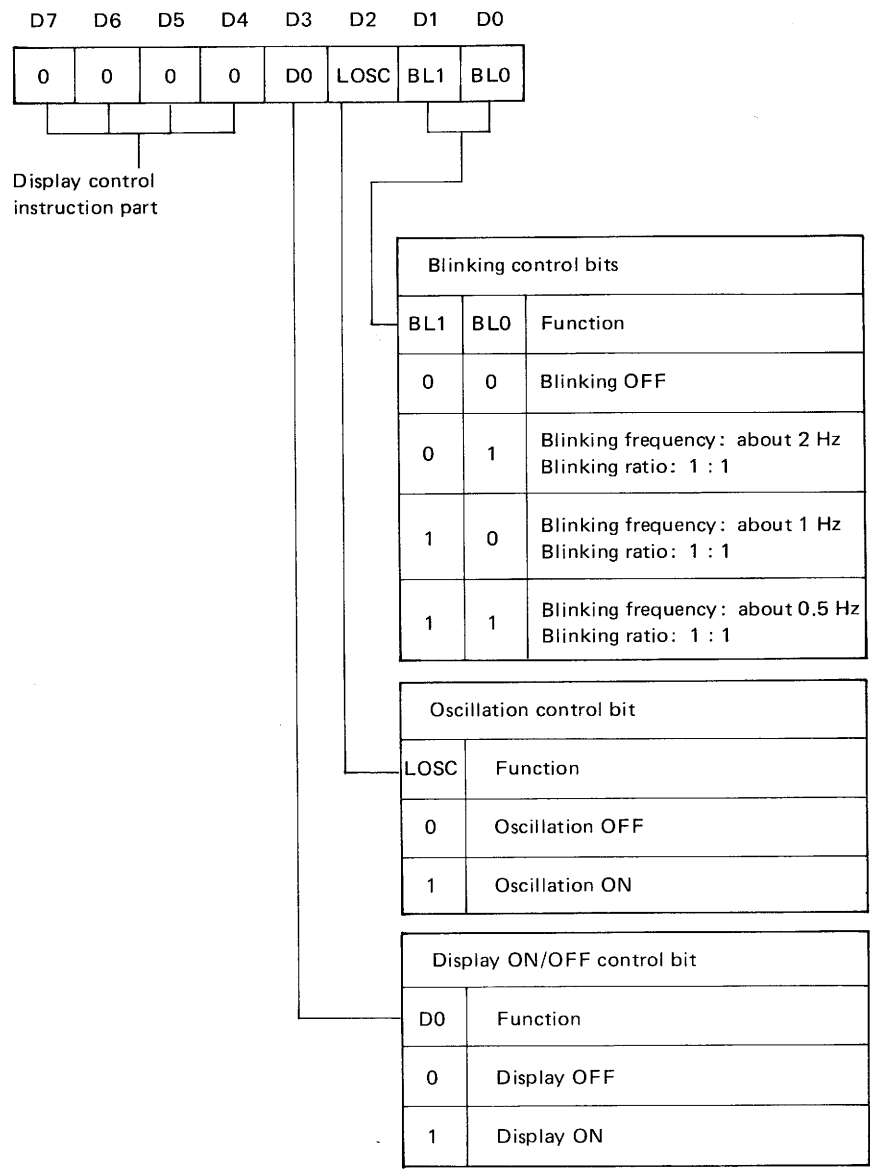 D7 D6 D5 D4 D3 D2 D1 D0
0 0 0 0 D0 LOSC BL1 BL0
Display control
instruction part
Blinking control bits
BL1 BL0 Function
0 0 Blinking OFF
0 1 Blinking frequency: about 2 Hz
Blinking ratio: 1 : 1
1 0 Blinking frequency: about 1 Hz
Blinking ratio: 1 : 1
1 1 Blinking frequency: about 0.5 Hz
Blinking ratio: 1 : 1
Oscillation control bit
LOSC Function
0 Oscillation OFF
1 Oscillation ON
Display ON/OFF control bit
D0 Function
0 Display OFF
1 Display ON